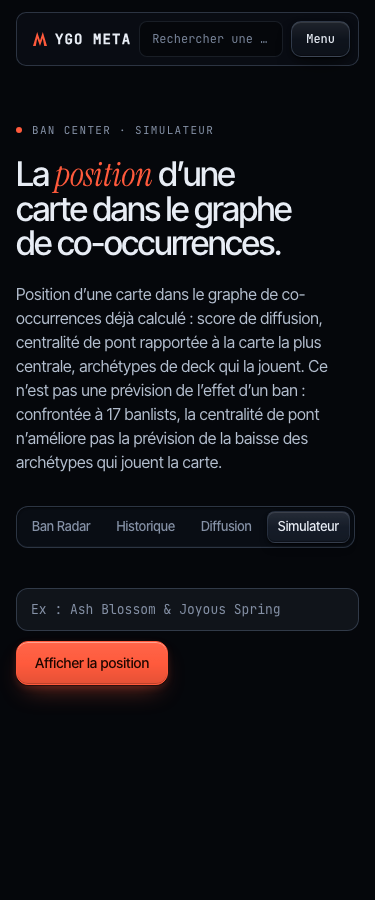 YGO META
Rechercher une …
Menu
BAN CENTER · SIMULATEUR
La position d’une
carte dans le graphe
de co-occurrences.
Position d’une carte dans le graphe de co-
occurrences déjà calculé : score de diffusion,
centralité de pont rapportée à la carte la plus
centrale, archétypes de deck qui la jouent. Ce
n’est pas une prévision de l’effet d’un ban :
confrontée à 17 banlists, la centralité de pont
n’améliore pas la prévision de la baisse des
archétypes qui jouent la carte.
Ban Radar
Historique
Diffusion
Simulateur
Ex : Ash Blossom & Joyous Spring
Afficher la position